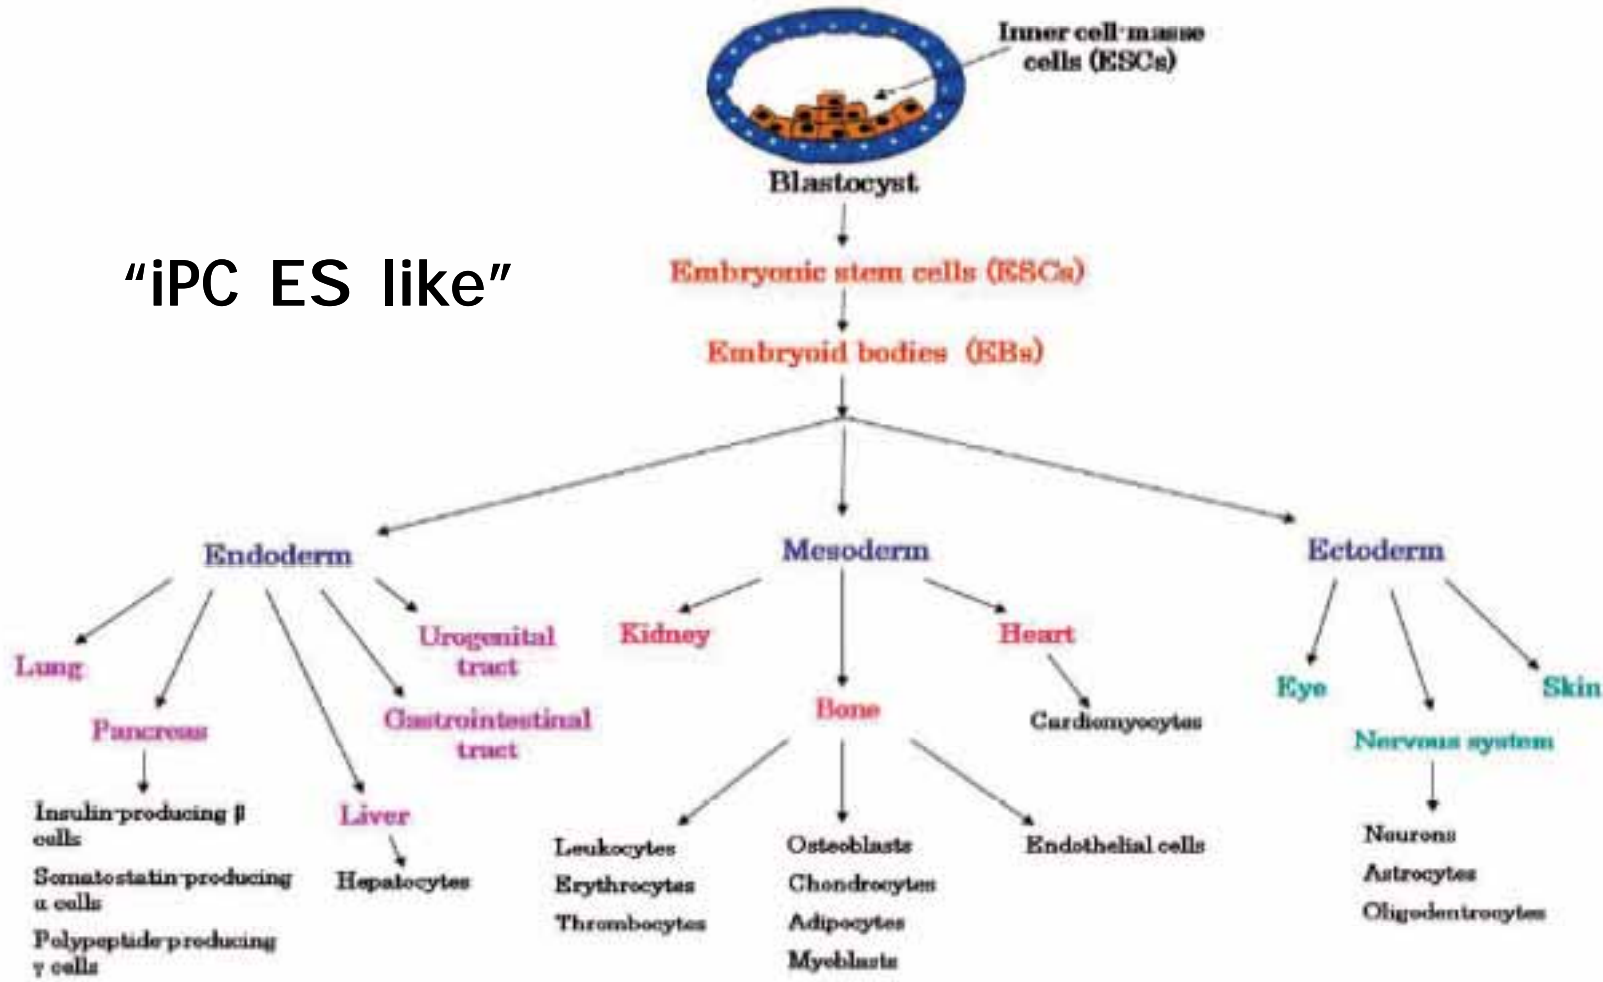 Inner cell-masse
cells (ESCs)
Blastocyst
"iPC ES like"
Embryonic stem cells (ESCs)
Embryoid bodies (EBs)
Endoderm
Mesoderm
Ectoderm
Lung
Pancreas
Urogenital
tract
Gastrointestinal
tract
Liver
Kidney
Bone
Heart
Cardiomyocytes
Eye
Nervous system
Skin
Insulin-producing β
cells
Somatostatin-producing
α cells
Polypeptide-producing
γ cells
Hepatocytes
Leukocytes
Erythrocytes
Thrombocytes
Osteoblasts
Chondrocytes
Adipocytes
Myoblasts
Endothelial cells
Neurons
Astrocytes
Oligodentrocytes